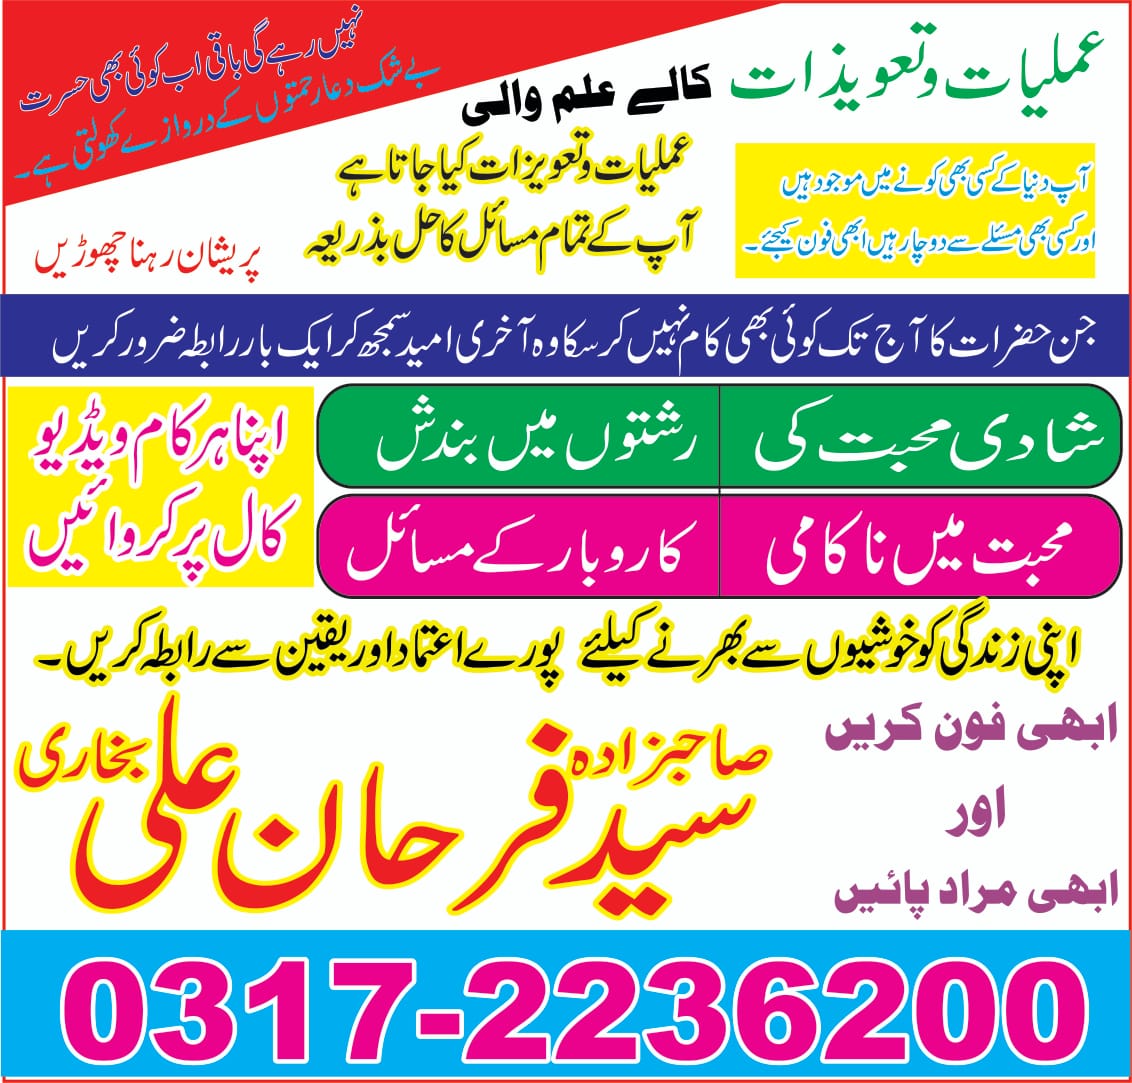 نہیں رہے گی باقی اب کوئی بھی حسرت
بے شک دعا رحمتوں کے دروازے کھولتی ہے۔
عملیات و تعویذات
کالے علم والی
عملیات و تعویزات کیا جاتا ہے
آپ کے تمام مسائل کا حل بذریعہ
آپ دنیا کے کسی بھی کونے میں موجود ہیں
اور کسی بھی مسئلے سے دوچار ہیں ابھی فون کیجئے۔
پریشان رہنا چھوڑیں
جن حضرات کا آج تک کوئی بھی کام نہیں کر سکا وہ آخری امید سمجھ کر ایک بار رابطہ ضرور کریں
شادی محبت کی
رشتوں میں بندش
محبت میں ناکامی
کاروبار کے مسائل
اپنا ہر کام ویڈیو
کال پر کروائیں
اپنی زندگی کو خوشیوں سے بھرنے کیلئے پورے اعتماد اور یقین سے رابطہ کریں۔
ابھی فون کریں
اور
ابھی مراد پائیں
صاحبزادہ
سید فرحان علی بخاری
0317-2236200